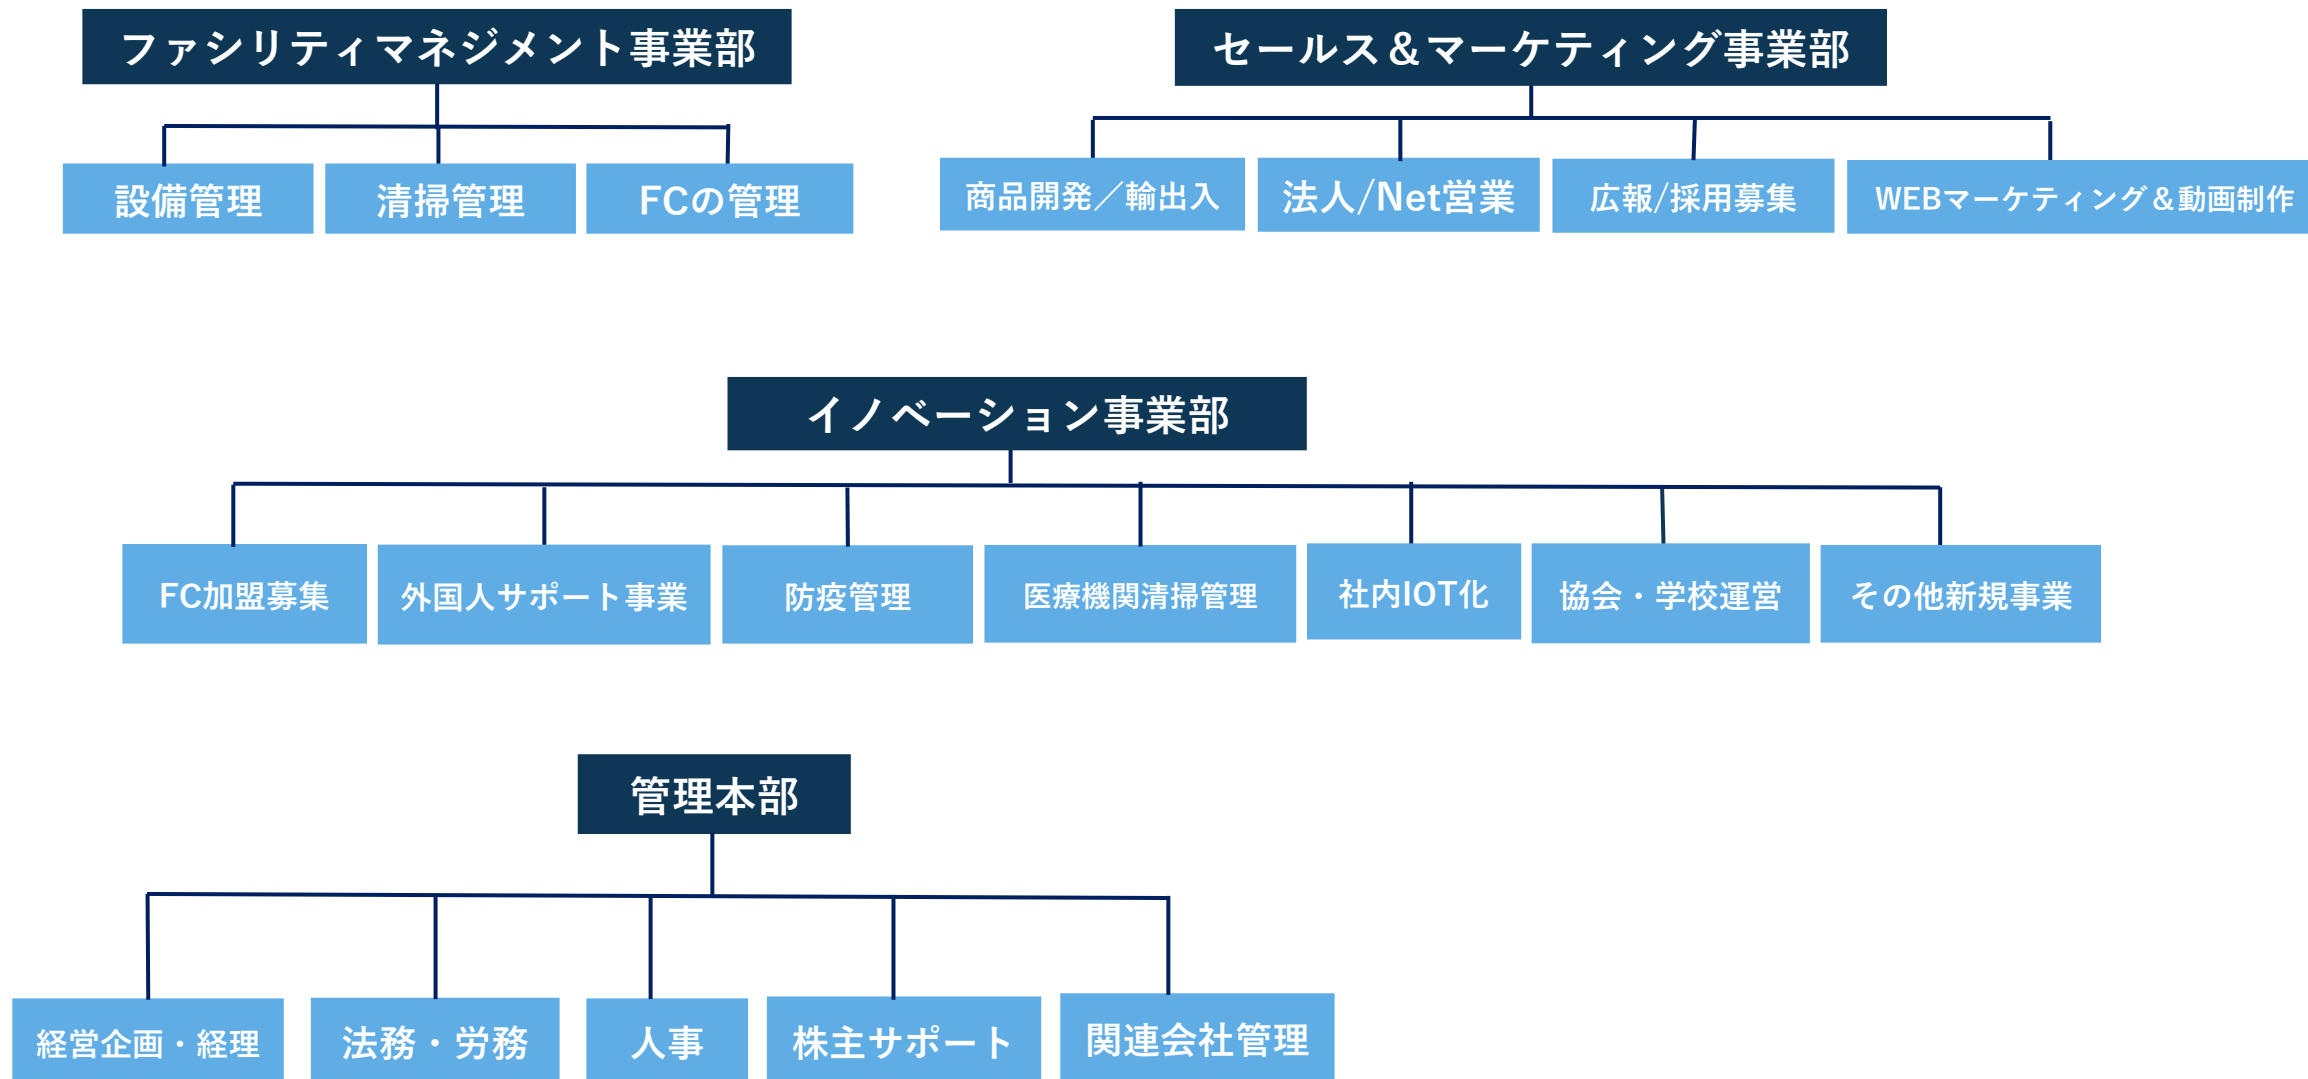 ファシリティマネジメント事業部
セールス＆マーケティング事業部
設備管理
清掃管理
FCの管理
商品開発／輸出入
法人/Net営業
広報/採用募集
WEBマーケティング＆動画制作
イノベーション事業部
FC加盟募集
外国人サポート事業
防疫管理
医療機関清掃管理
社内IOT化
協会・学校運営
その他新規事業
管理本部
経営企画・経理
法務・労務
人事
株主サポート
関連会社管理